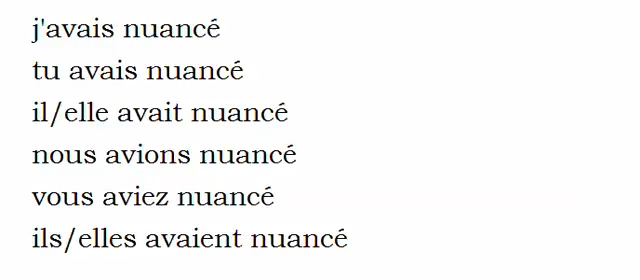 j'avais nuancé
tu avais nuancé
il/elle avait nuancé
nous avions nuancé
vous aviez nuancé
ils/elles avaient nuancé